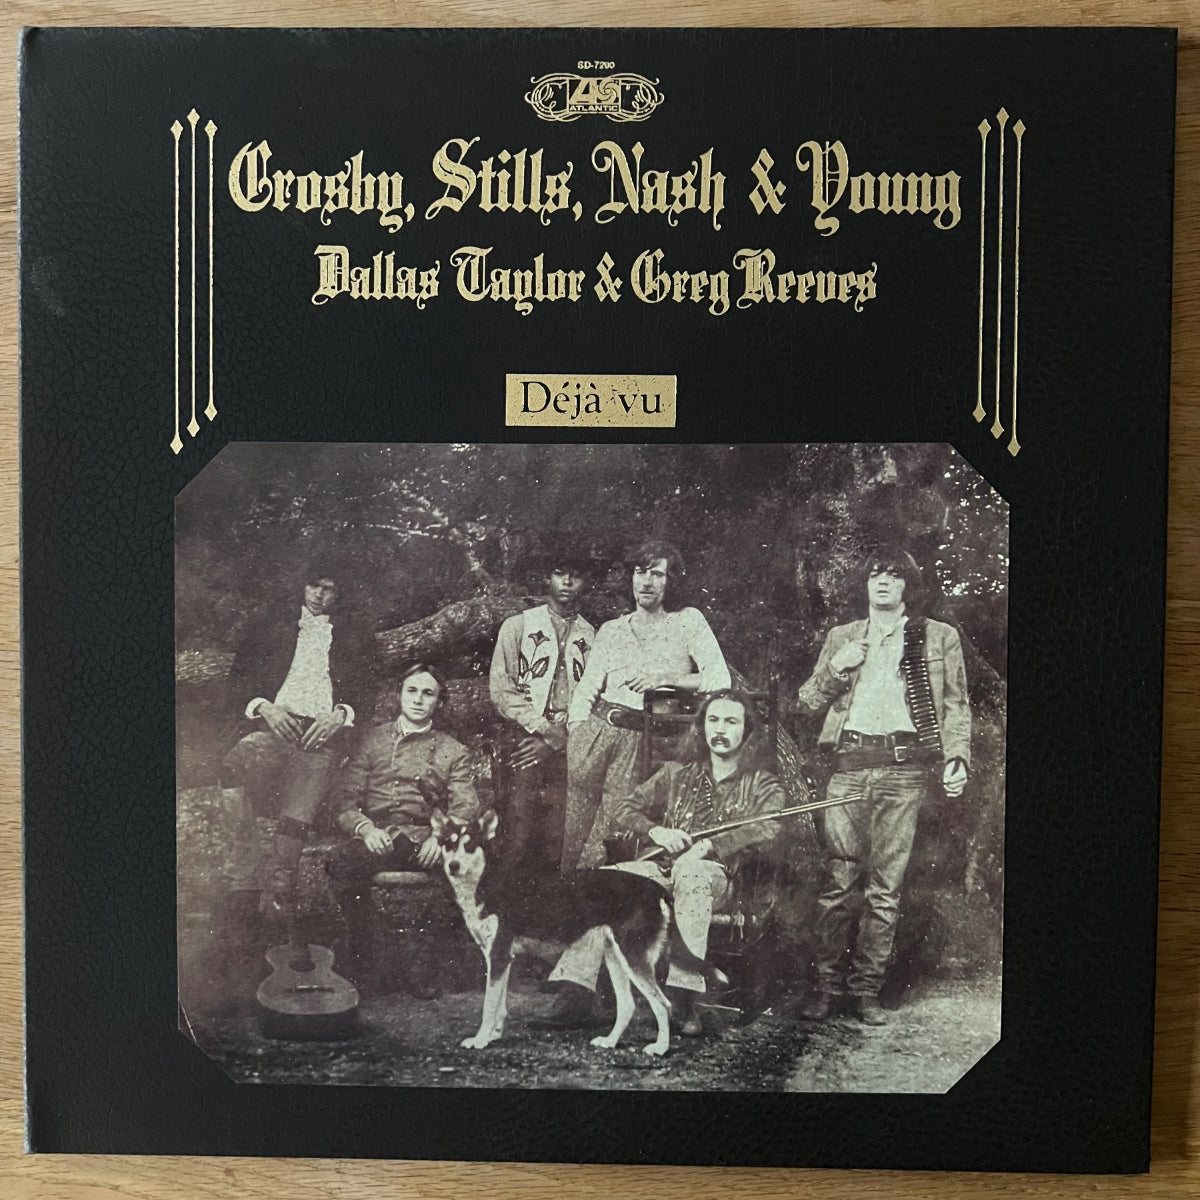 SD-7200
ATLANTIC
Crosby, Stills, Nash & Young
Dallas Taylor & Greg Reeves
Déjà vu